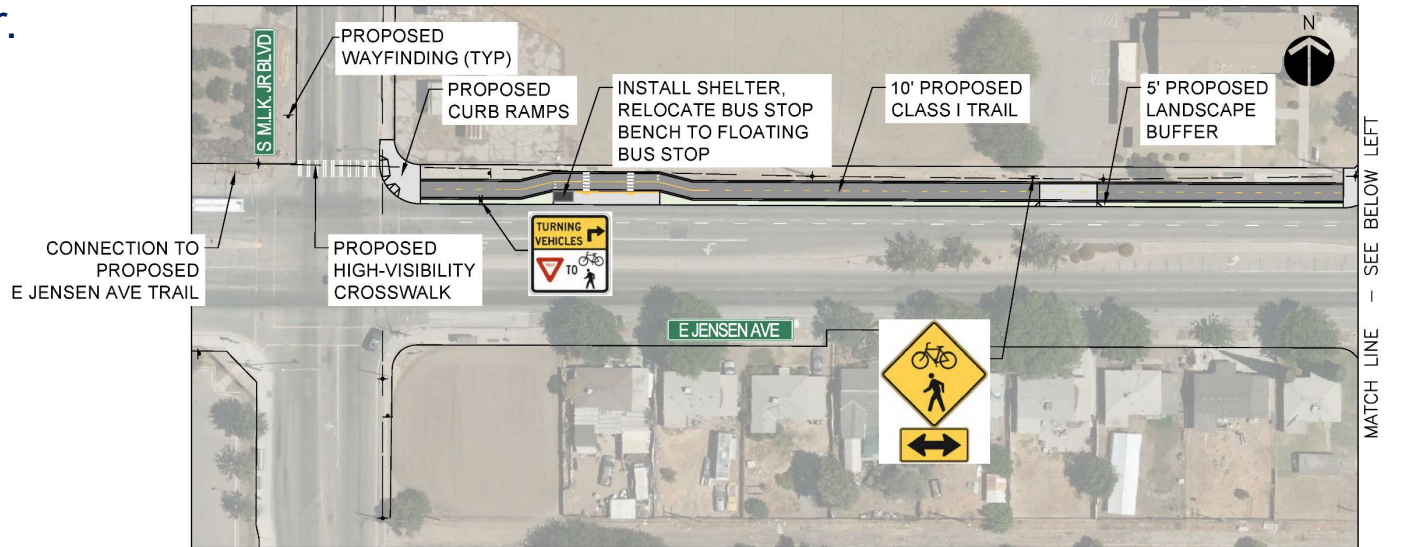 r.
PROPOSED
WAYFINDING (TYP)
S M.L.K. JR BLVD
PROPOSED
CURB RAMPS
INSTALL SHELTER,
RELOCATE BUS STOP
BENCH TO FLOATING
BUS STOP
10' PROPOSED
CLASS I TRAIL
5' PROPOSED
LANDSCAPE
BUFFER
N
CONNECTION TO
PROPOSED
E JENSEN AVE TRAIL
PROPOSED
HIGH-VISIBILITY
CROSSWALK
TURNING
VEHICLES
YIELD
TO
E JENSEN AVE
MATCH LINE – SEE BELOW LEFT